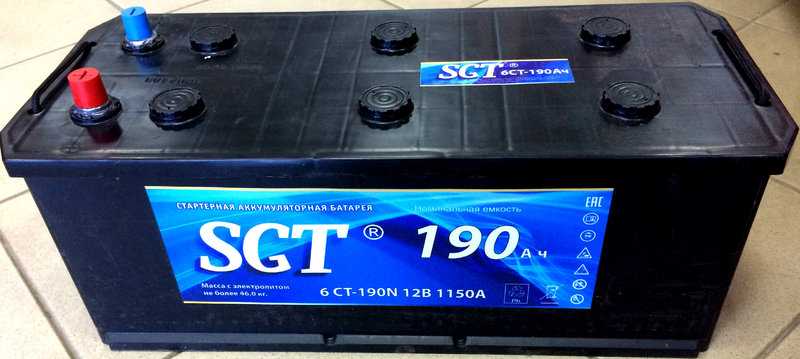 SGT®
6СТ-190Ач
СТАРТЕРНАЯ АККУМУЛЯТОРНАЯ БАТАРЕЯ
Номинальная емкость
EAC
SGT®
190 А ч
Масса с электролитом
не более 46,0 кг.
6 СТ-190N 12В 1150А
Pb